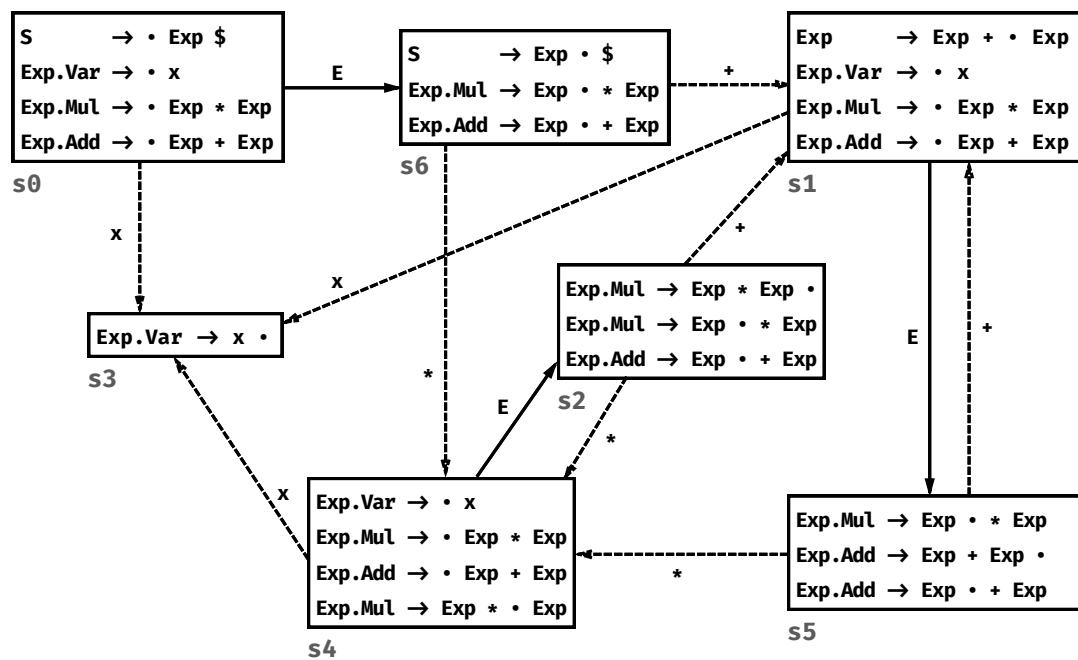 S → • Exp $
Exp.Var → • x
Exp.Mul → • Exp * Exp
Exp.Add → • Exp + Exp
s0
E
S → Exp • $
Exp.Mul → Exp • * Exp
Exp.Add → Exp • + Exp
s6
+
Exp → Exp + • Exp
Exp.Var → • x
Exp.Mul → • Exp * Exp
Exp.Add → • Exp + Exp
s1
x
x
+
Exp.Mul → Exp * Exp •
Exp.Mul → Exp • * Exp
Exp.Add → Exp • + Exp
s2
Exp.Var → x •
s3
*
E
*
E
+
x
Exp.Var → • x
Exp.Mul → • Exp * Exp
Exp.Add → • Exp + Exp
Exp.Mul → Exp * • Exp
s4
*
Exp.Mul → Exp • * Exp
Exp.Add → Exp + Exp •
Exp.Add → Exp • + Exp
s5